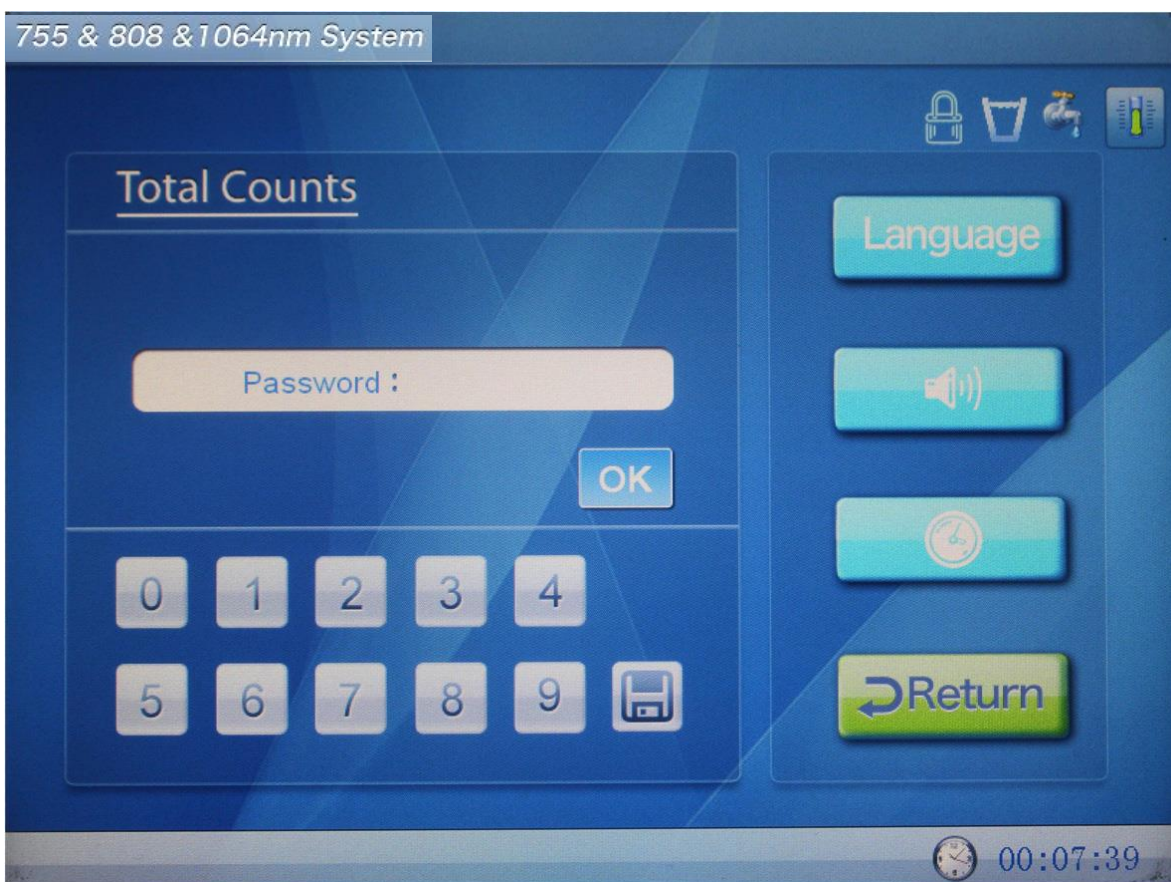 755 & 808 &1064nm System
Total Counts
Language
Password :
OK
0 1 2 3 4
5 6 7 8 9
Return
00:07:39